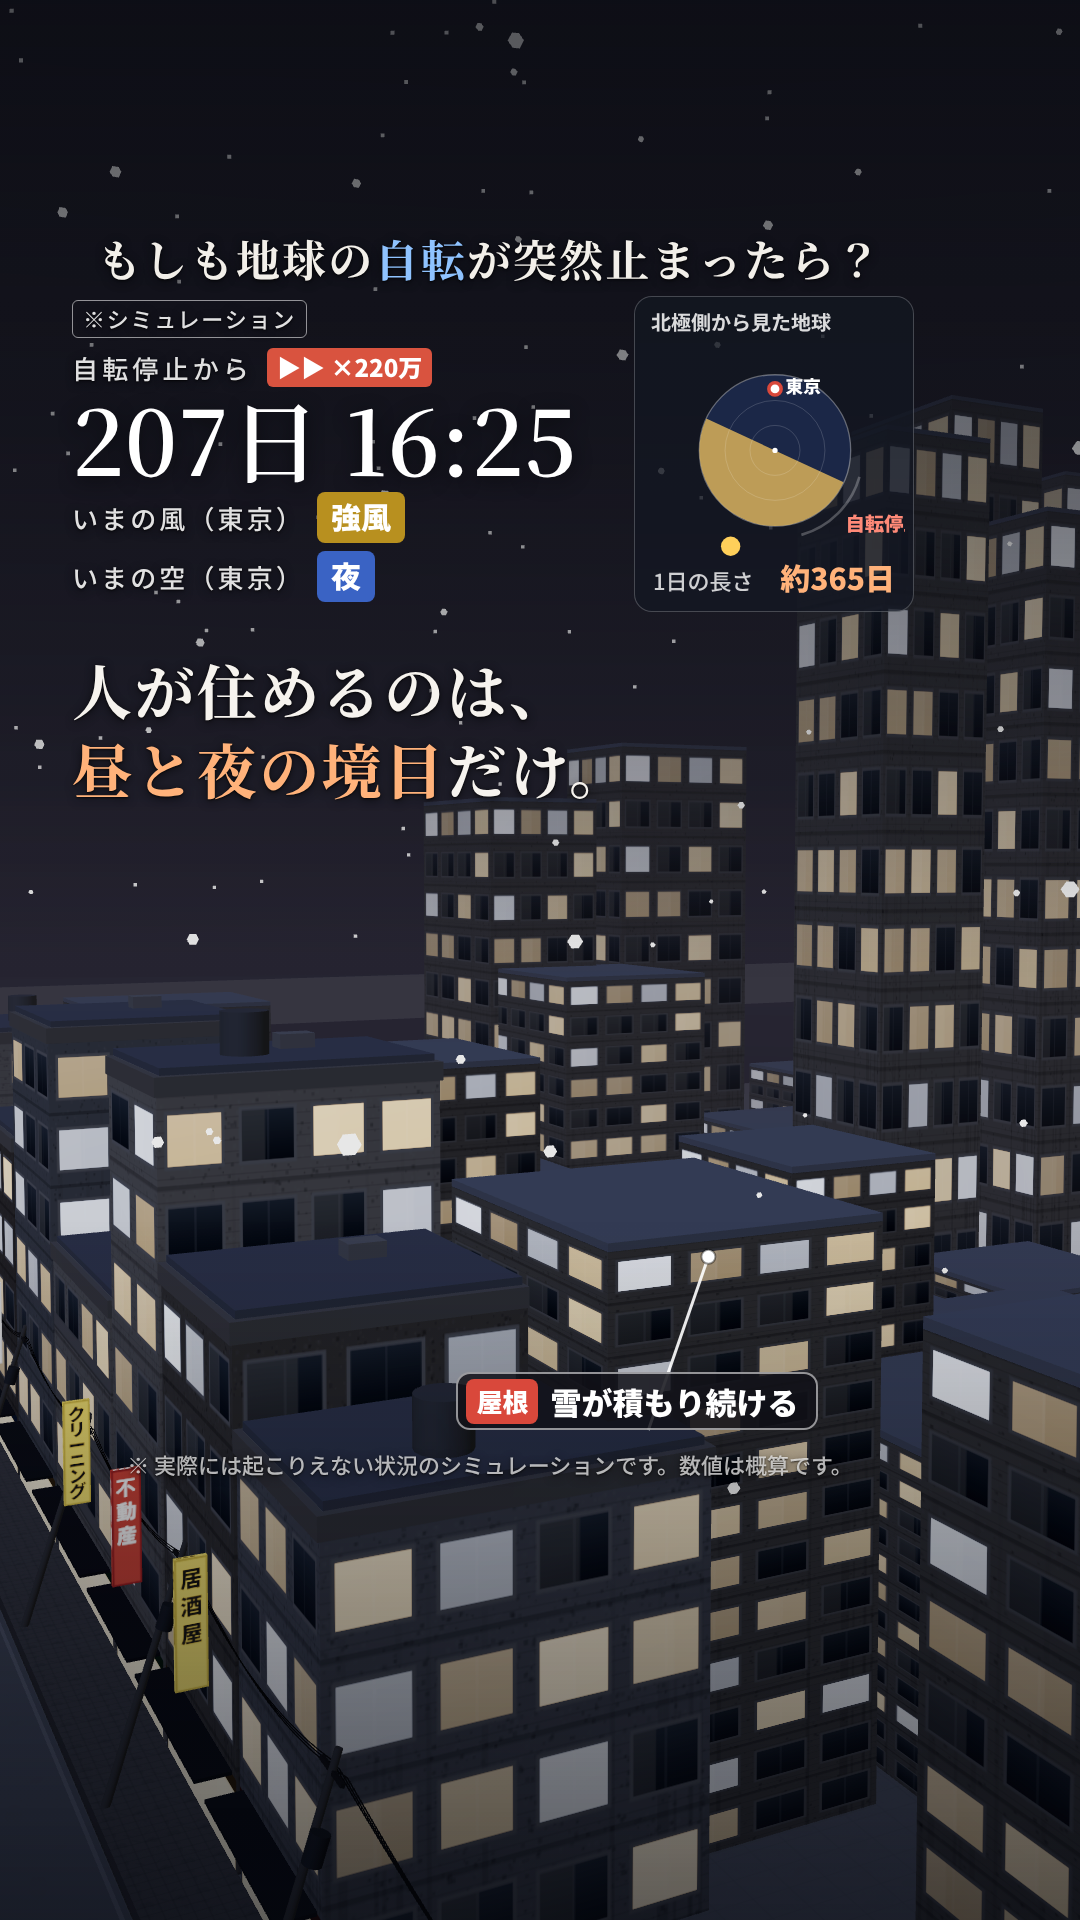 もしも地球の自転が突然止まったら？
※シミュレーション
自転停止から ▶▶ ×220万
207日 16:25
いまの風（東京） 強風
いまの空（東京） 夜
北極側から見た地球
東京
自転停
1日の長さ 約365日
人が住めるのは、
昼と夜の境目だけ。
屋根 雪が積もり続ける
※ 実際には起こりえない状況のシミュレーションです。数値は概算です。
クリーニング
不動産
居酒屋